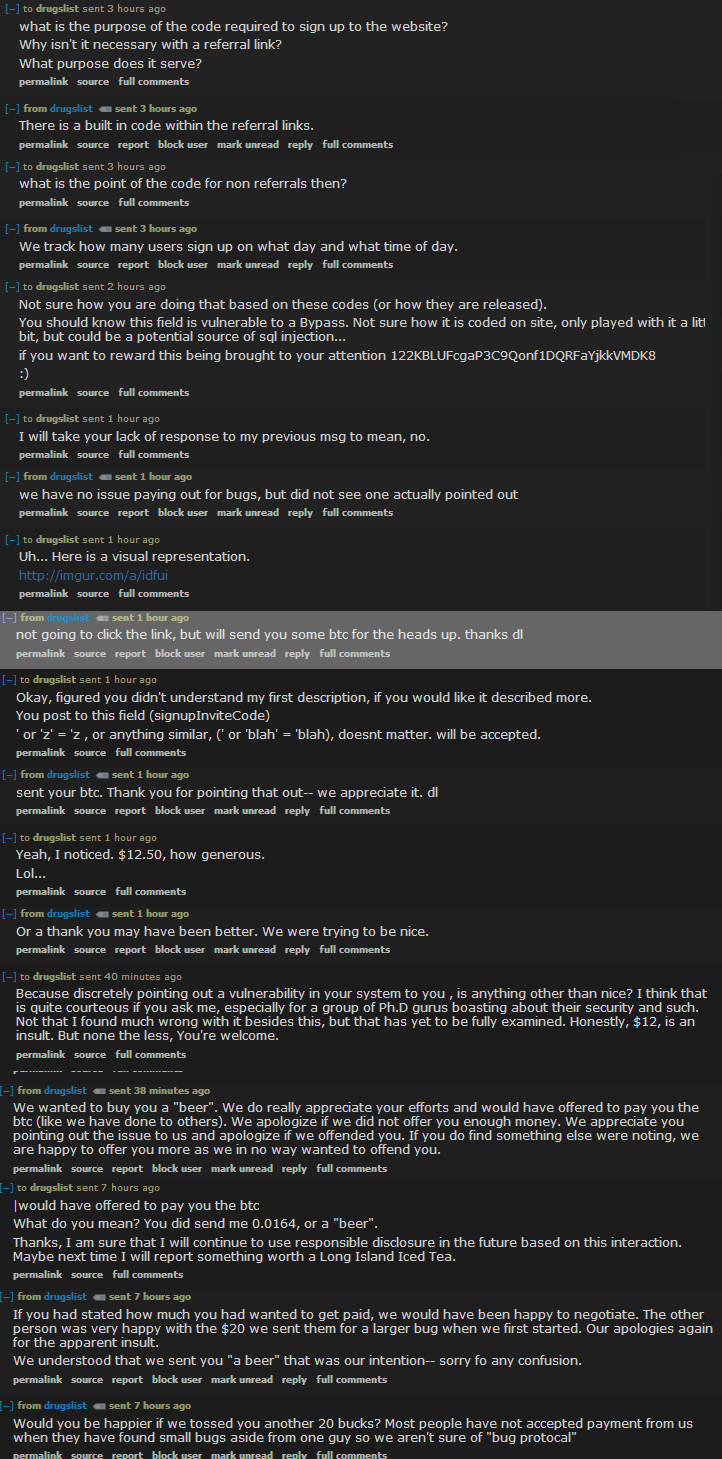 [–] to drugslist sent 3 hours ago
what is the purpose of the code required to sign up to the website?
Why isn't it necessary with a referral link?
What purpose does it serve?
permalink source full comments
[–] from drugslist sent 3 hours ago
There is a built in code within the referral links.
permalink source report block user mark unread reply full comments
[–] to drugslist sent 3 hours ago
what is the point of the code for non referrals then?
permalink source full comments
[–] from drugslist sent 3 hours ago
We track how many users sign up on what day and what time of day.
permalink source report block user mark unread reply full comments
[–] to drugslist sent 2 hours ago
Not sure how you are doing that based on these codes (or how they are released).
You should know this field is vulnerable to a Bypass. Not sure how it is coded on site, only played with it a litt
bit, but could be a potential source of sql injection...
if you want to reward this being brought to your attention 122KBLUFcgaP3C9Qonf1DQRFaYjkkVMDK8
:)
permalink source full comments
[–] to drugslist sent 1 hour ago
I will take your lack of response to my previous msg to mean, no.
permalink source full comments
[–] from drugslist sent 1 hour ago
we have no issue paying out for bugs, but did not see one actually pointed out
permalink source report block user mark unread reply full comments
[–] to drugslist sent 1 hour ago
Uh... Here is a visual representation.
http://imgur.com/a/idfui
permalink source full comments
[–] from drugslist sent 1 hour ago
not going to click the link, but will send you some btc for the heads up. thanks dl
permalink source report block user mark unread reply full comments
[–] to drugslist sent 1 hour ago
Okay, figured you didn't understand my first description, if you would like it described more.
You post to this field (signupInviteCode)
' or 'z' = 'z , or anything similar, (' or 'blah' = 'blah), doesnt matter. will be accepted.
permalink source full comments
[–] from drugslist sent 1 hour ago
sent your btc. Thank you for pointing that out-- we appreciate it. dl
permalink source report block user mark unread reply full comments
[–] to drugslist sent 1 hour ago
Yeah, I noticed. $12.50, how generous.
Lol...
permalink source full comments
[–] from drugslist sent 1 hour ago
Or a thank you may have been better. We were trying to be nice.
permalink source report block user mark unread reply full comments
[–] to drugslist sent 40 minutes ago
Because discretely pointing out a vulnerability in your system to you , is anything other than nice? I think that
is quite courteous if you ask me, especially for a group of Ph.D gurus boasting about their security and such.
Not that I found much wrong with it besides this, but that has yet to be fully examined. Honestly, $12, is an
insult. But none the less, You're welcome.
permalink source full comments
[–] from drugslist sent 38 minutes ago
We wanted to buy you a "beer". We do really appreciate your efforts and would have offered to pay you the
btc (like we have done to others). We apologize if we did not offer you enough money. We appreciate you
pointing out the issue to us and apologize if we offended you. If you do find something else were noting, we
are happy to offer you more as we in no way wanted to offend you.
permalink source report block user mark unread reply full comments
[–] to drugslist sent 7 hours ago
|would have offered to pay you the btc
What do you mean? You did send me 0.0164, or a "beer".
Thanks, I am sure that I will continue to use responsible disclosure in the future based on this interaction.
Maybe next time I will report something worth a Long Island Iced Tea.
permalink source full comments
[–] from drugslist sent 7 hours ago
If you had stated how much you had wanted to get paid, we would have been happy to negotiate. The other
person was very happy with the $20 we sent them for a larger bug when we first started. Our apologies again
for the apparent insult.
We understood that we sent you "a beer" that was our intention-- sorry fo any confusion.
permalink source report block user mark unread reply full comments
[–] from drugslist sent 7 hours ago
Would you be happier if we tossed you another 20 bucks? Most people have not accepted payment from us
when they have found small bugs aside from one guy so we aren't sure of "bug protocal"
permalink source report block user mark unread reply full comments